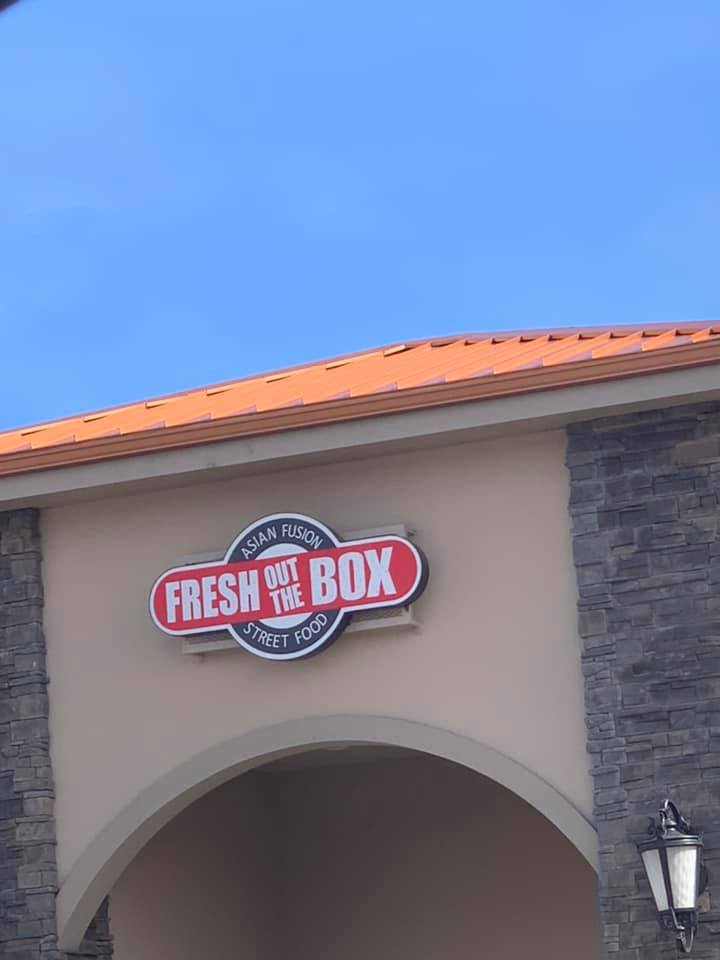 ASIAN FUSION
FRESH OUT THE BOX
STREET FOOD